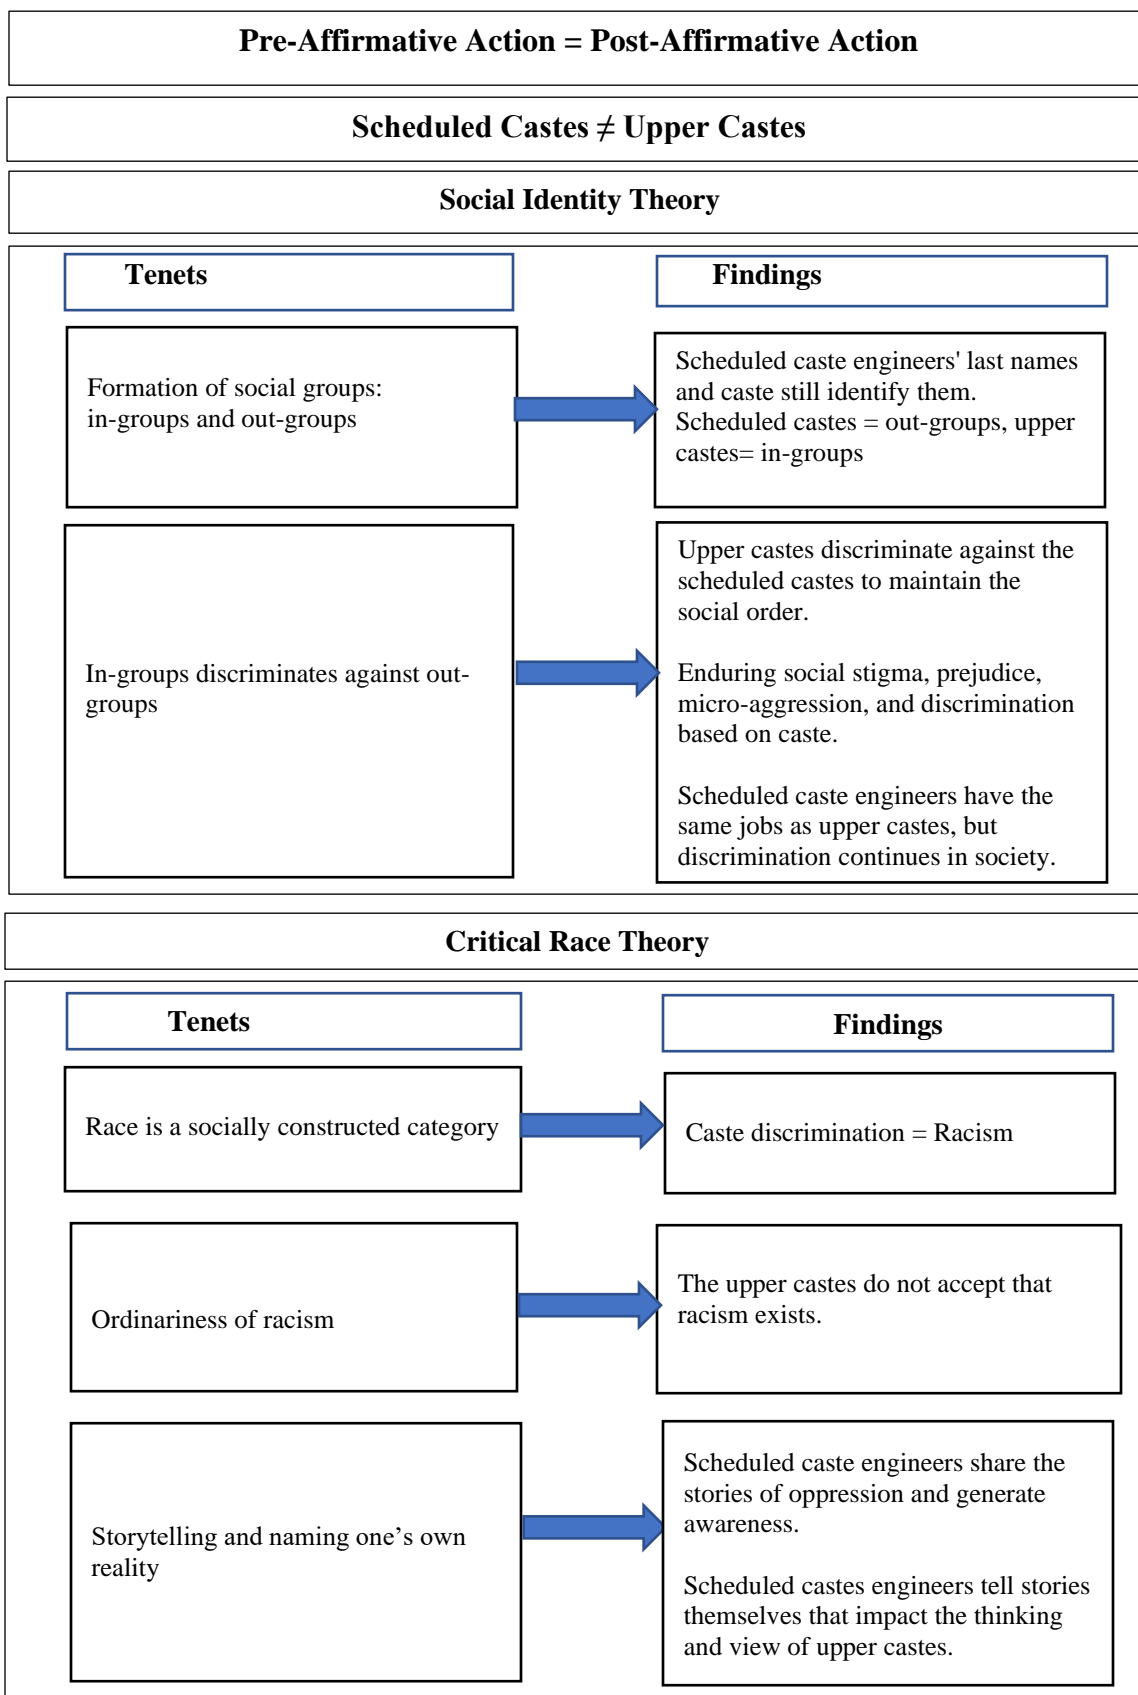 Pre-Affirmative Action = Post-Affirmative Action
Scheduled Castes ≠ Upper Castes
Social Identity Theory
Tenets
Findings
Formation of social groups:
in-groups and out-groups
Scheduled caste engineers' last names
and caste still identify them.
Scheduled castes = out-groups, upper
castes= in-groups
In-groups discriminates against out-
groups
Upper castes discriminate against the
scheduled castes to maintain the
social order.
Enduring social stigma, prejudice,
micro-aggression, and discrimination
based on caste.
Scheduled caste engineers have the
same jobs as upper castes, but
discrimination continues in society.
Critical Race Theory
Tenets
Findings
Race is a socially constructed category
Caste discrimination = Racism
Ordinariness of racism
The upper castes do not accept that
racism exists.
Storytelling and naming one’s own
reality
Scheduled caste engineers share the
stories of oppression and generate
awareness.
Scheduled castes engineers tell stories
themselves that impact the thinking
and view of upper castes.